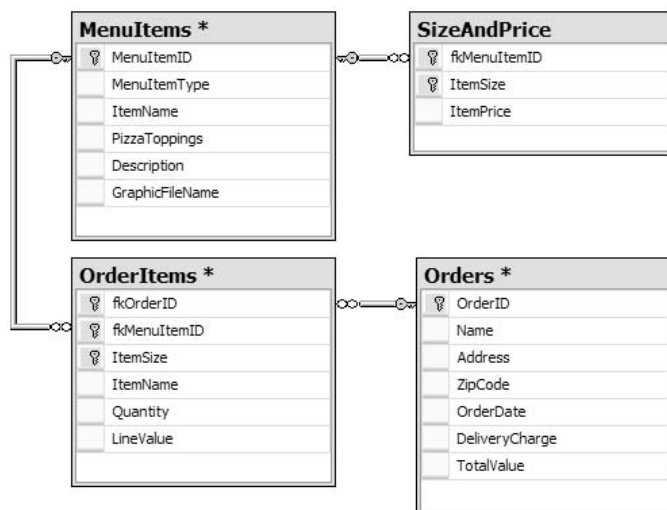 MenuItems *
MenuItemID
MenuItemType
ItemName
PizzaToppings
Description
GraphicFileName
SizeAndPrice
fkMenuItemID
ItemSize
ItemPrice
OrderItems *
fkOrderID
fkMenuItemID
ItemSize
ItemName
Quantity
LineValue
Orders *
OrderID
Name
Address
ZipCode
OrderDate
DeliveryCharge
TotalValue